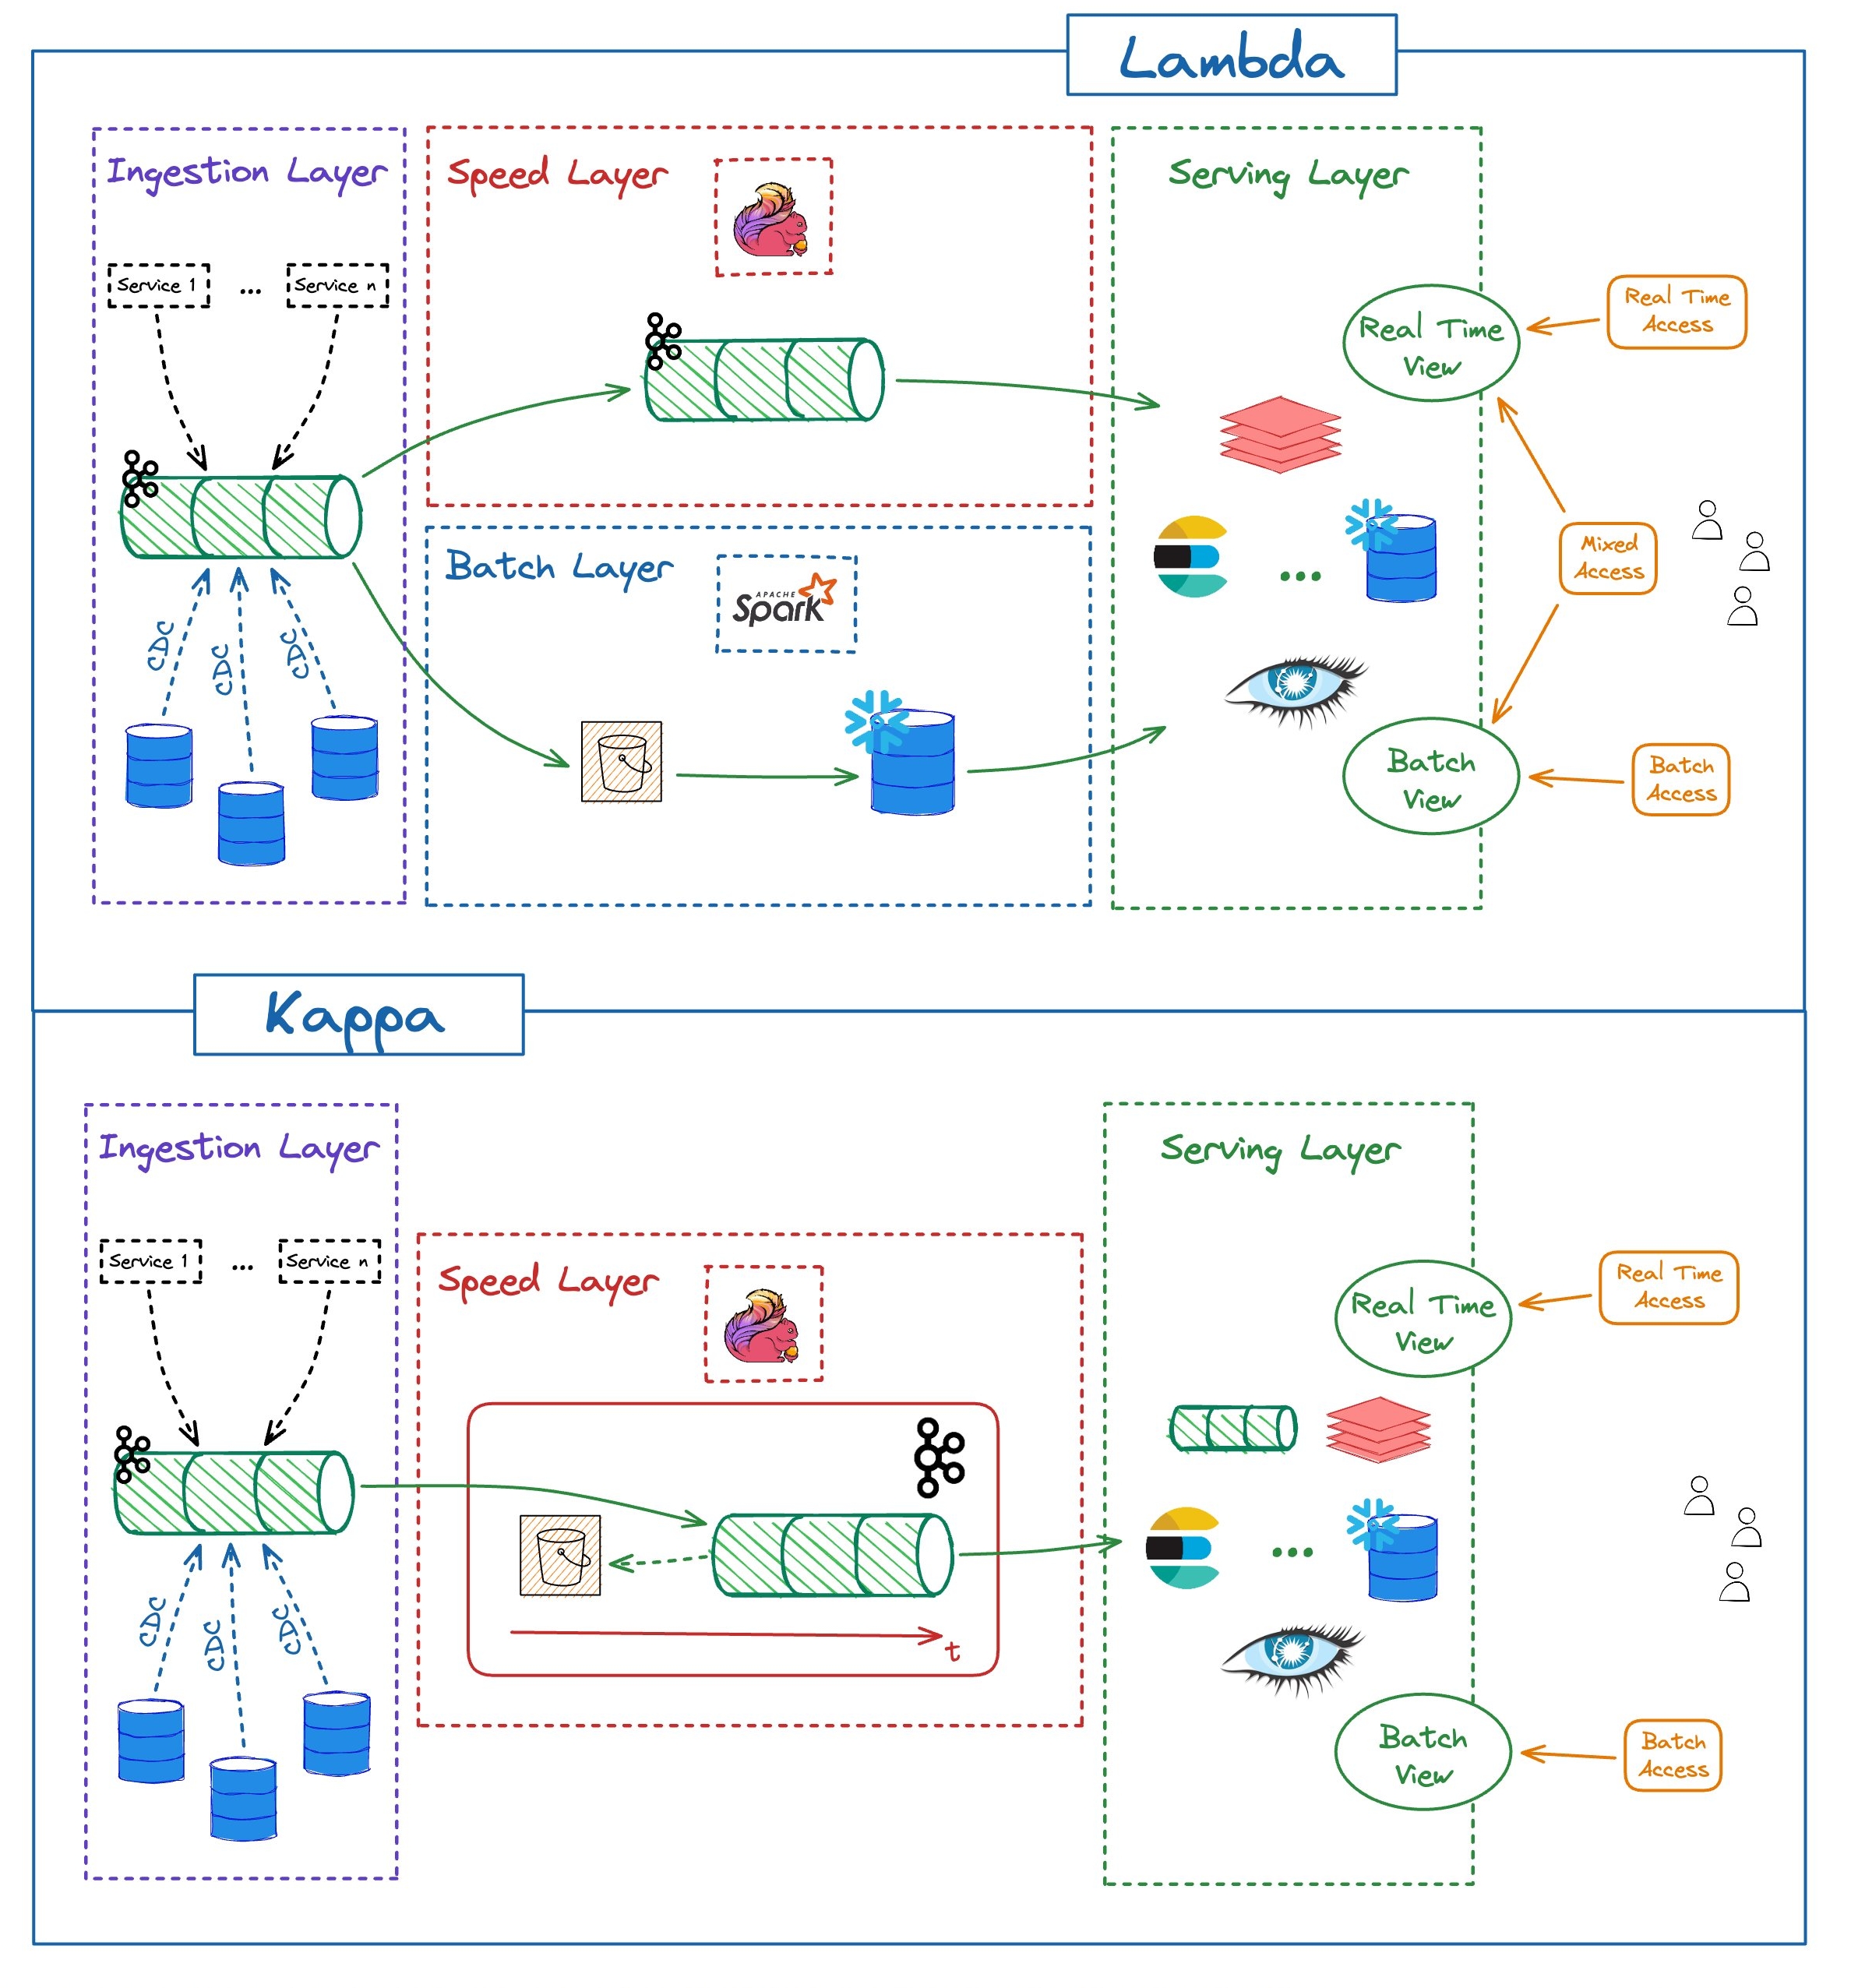 Lambda
Ingestion Layer
Speed Layer
Serving Layer
Service 1
...
Service n
Real Time
View
Real Time
Access
Batch Layer
APACHE
Spark
...
Mixed
Access
CDC
CDC
CDC
Batch
View
Batch
Access
Kappa
Ingestion Layer
Serving Layer
Service 1
...
Service n
Speed Layer
Real Time
View
Real Time
Access
...
t
CDC
CDC
CDC
Batch
View
Batch
Access